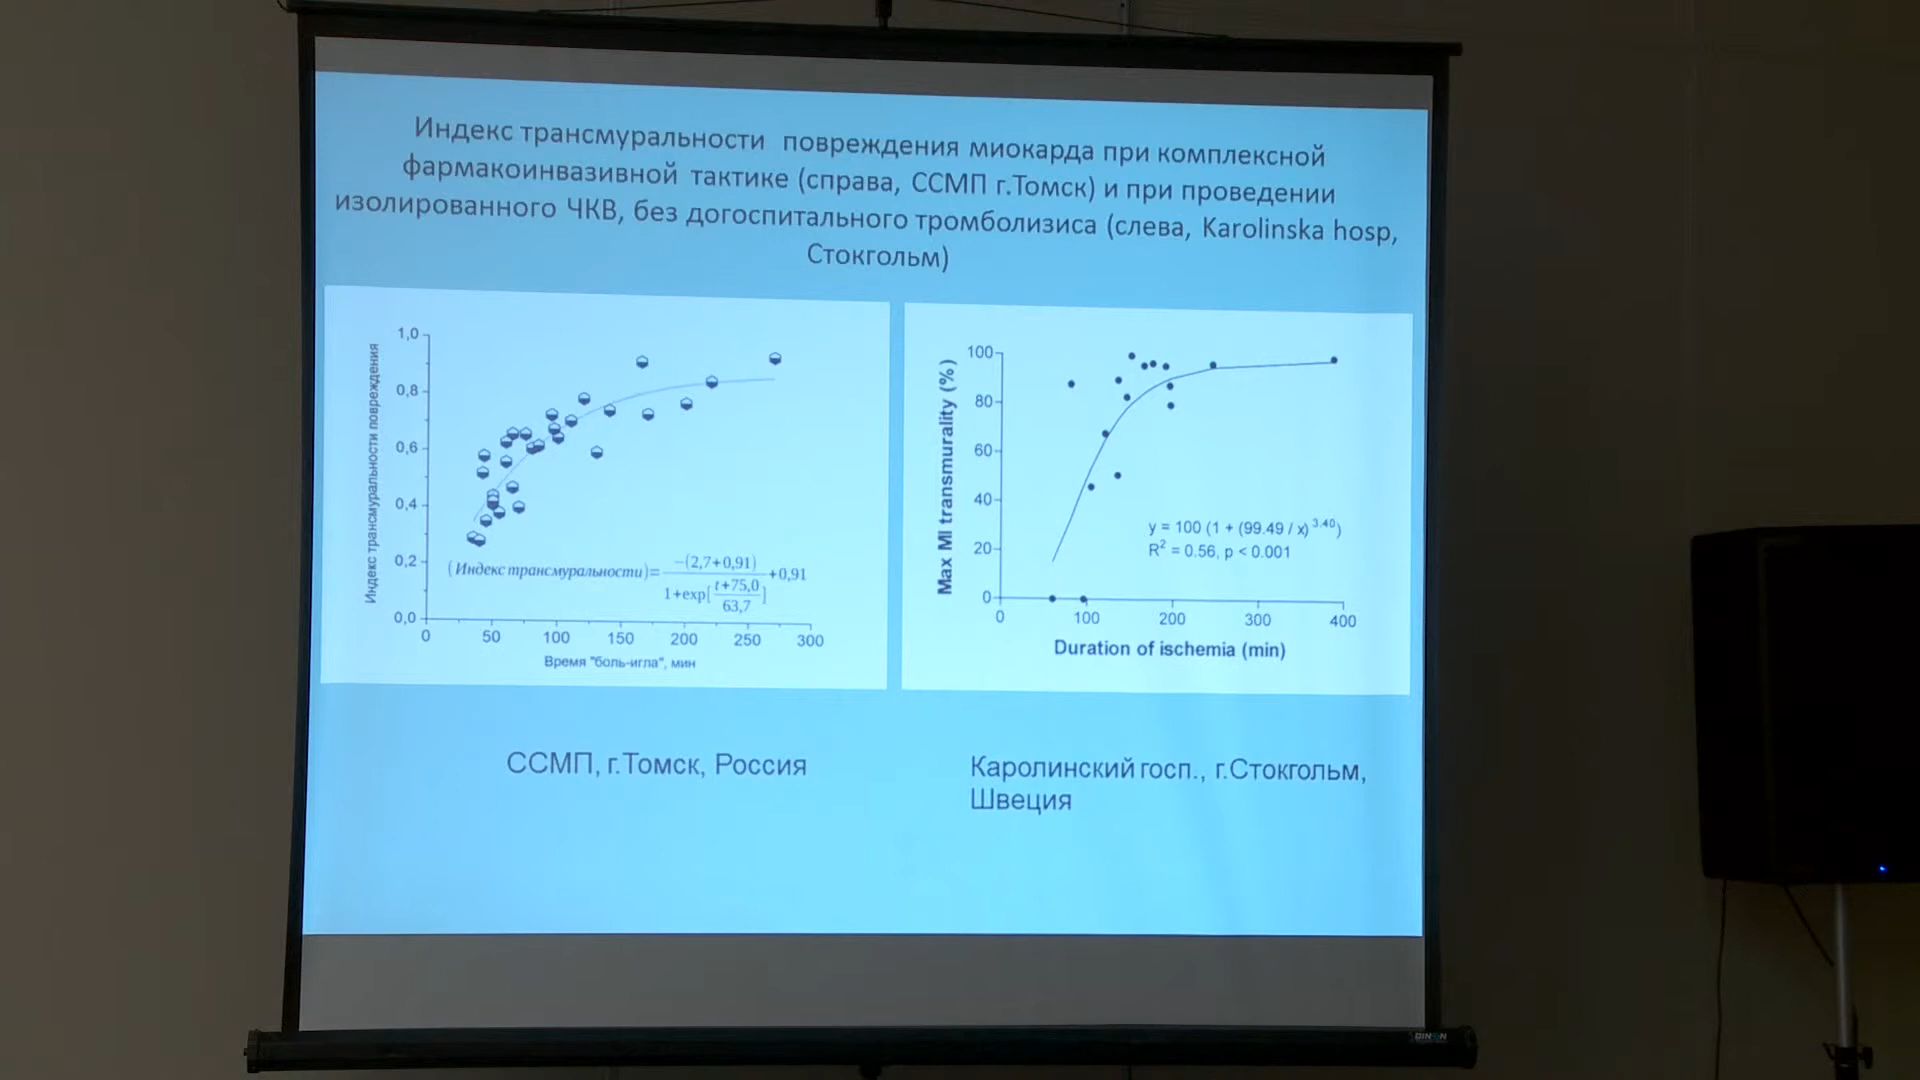 Индекс трансмуральности повреждения миокарда при комплексной
фармакоинвазивной тактике (справа, ССМП г.Томск) и при проведении
изолированного ЧКВ, без догоспитального тромболизиса (слева, Karolinska hosp,
Стокгольм)
Индекс трансмуральности повреждения
1,0
0,8
0,6
0,4
0,2
0,0
(Индекс трансмуральности)= −(2,7+0,91) / 1+exp[ t+75,0 / 63,7 ] +0,91
0 50 100 150 200 250 300
Время "боль-игла", мин
Max MI transmurality (%)
100
80
60
40
20
0
y = 100 (1 + (99.49 / x) 3.40)
R2 = 0.56, p < 0.001
0 100 200 300 400
Duration of ischemia (min)
ССМП, г.Томск, Россия
Каролинский госп., г.Стокгольм,
Швеция